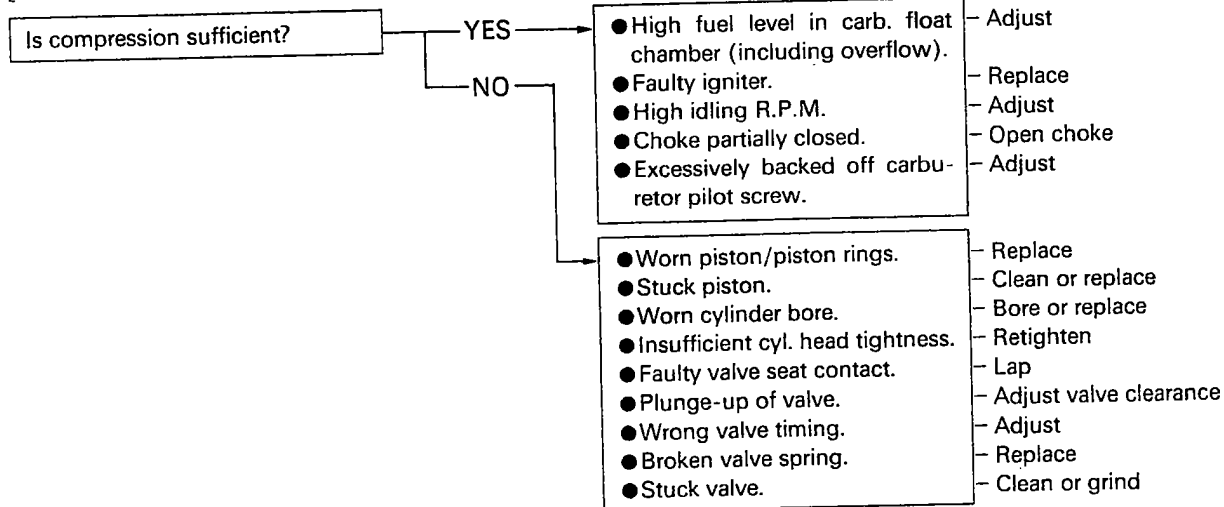 Is compression sufficient?
YES
NO
●High fuel level in carb. float – Adjust
chamber (including overflow).
●Faulty igniter. – Replace
●High idling R.P.M. – Adjust
●Choke partially closed. – Open choke
●Excessively backed off carbu- – Adjust
retor pilot screw.
●Worn piston/piston rings. – Replace
●Stuck piston. – Clean or replace
●Worn cylinder bore. – Bore or replace
●Insufficient cyl. head tightness. – Retighten
●Faulty valve seat contact. – Lap
●Plunge-up of valve. – Adjust valve clearance
●Wrong valve timing. – Adjust
●Broken valve spring. – Replace
●Stuck valve. – Clean or grind